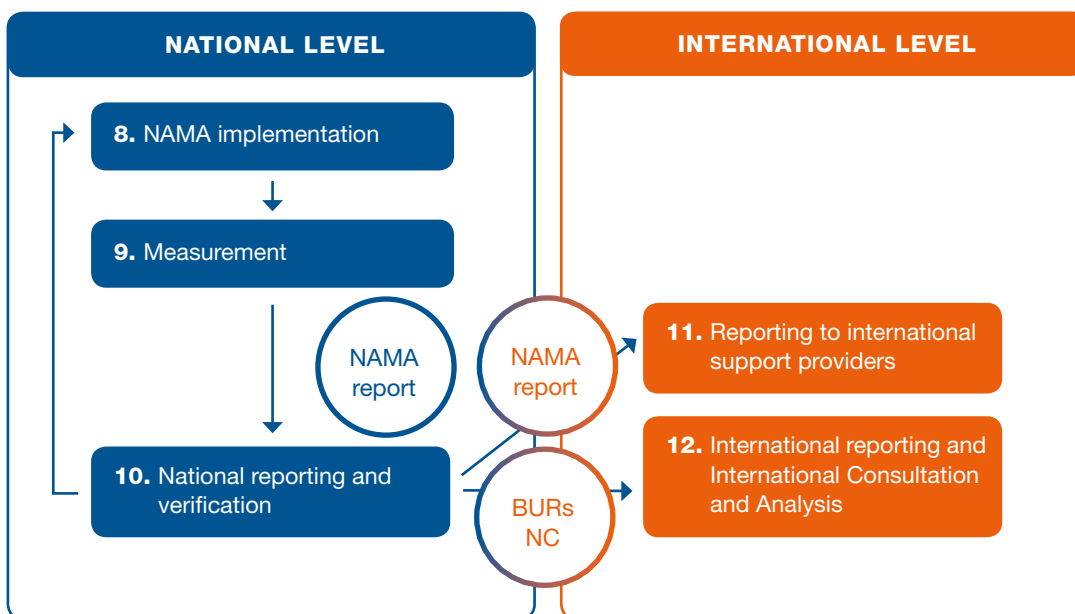 NATIONAL LEVEL
INTERNATIONAL LEVEL
8. NAMA implementation
9. Measurement
NAMA
report
NAMA
report
11. Reporting to international
support providers
10. National reporting and
verification
BURs
NC
12. International reporting and
International Consultation
and Analysis